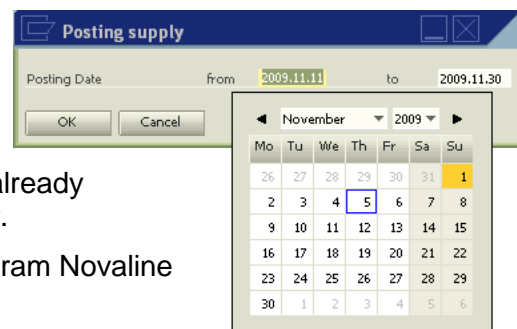 Posting supply
Posting Date from 2009.11.11 to 2009.11.30
OK Cancel
November 2009
Mo Tu We Th Fr Sa Su
26 27 28 29 30 31 1
2 3 4 5 6 7 8
9 10 11 12 13 14 15
16 17 18 19 20 21 22
23 24 25 26 27 28 29
30 1 2 3 4 5 6
already
.
ram Novaline